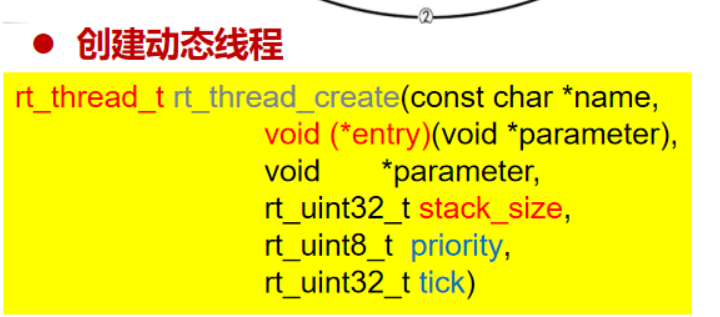 ②
● 创建动态线程
rt_thread_t rt_thread_create(const char *name,
void (*entry)(void *parameter),
void *parameter,
rt_uint32_t stack_size,
rt_uint8_t priority,
rt_uint32_t tick)